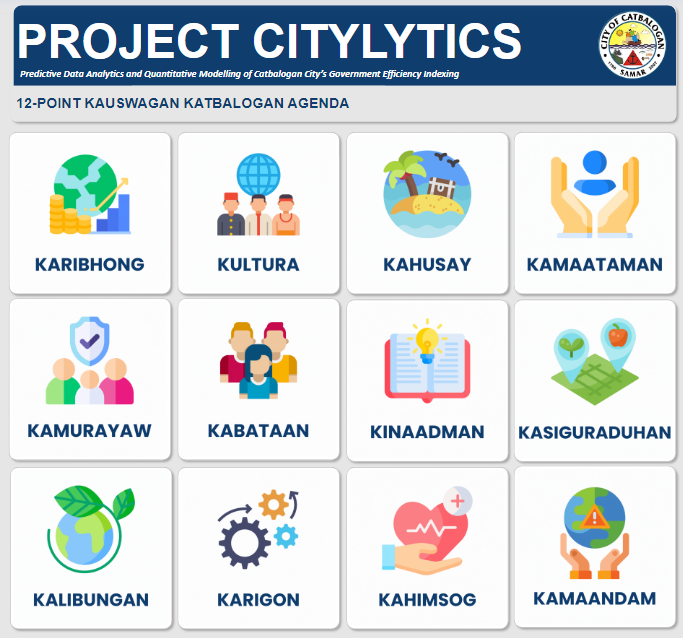 PROJECT CITYLYTICS
Predictive Data Analytics and Quantitative Modelling of Catbalogan City's Government Efficiency Indexing
CITY OF CATBALOGAN
SAMAR
12-POINT KAUSWAGAN KATBALOGAN AGENDA
KARIBHONG
KULTURA
KAHUSAY
KAMAATAMAN
KAMURAYAW
KABATAAN
KINAADMAN
KASIGURADUHAN
KALIBUNGAN
KARIGON
KAHIMSOG
KAMAANDAM